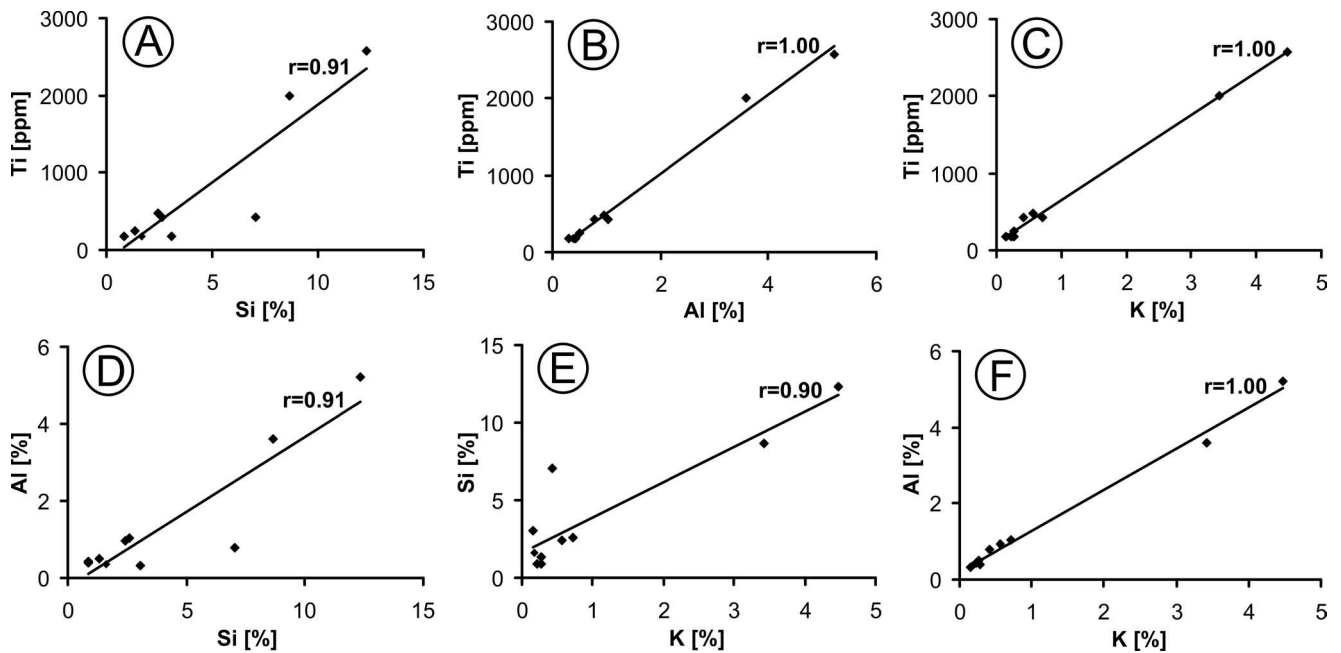 A
3000
2000
1000
0
Ti [ppm]
r=0.91
0 5 10 15
Si [%]
B
3000
2000
1000
0
Ti [ppm]
r=1.00
0 2 4 6
Al [%]
C
3000
2000
1000
0
Ti [ppm]
r=1.00
0 1 2 3 4 5
K [%]
D
6
4
2
0
Al [%]
r=0.91
0 5 10 15
Si [%]
E
15
10
5
0
Si [%]
r=0.90
0 1 2 3 4 5
K [%]
F
6
4
2
0
Al [%]
r=1.00
0 1 2 3 4 5
K [%]